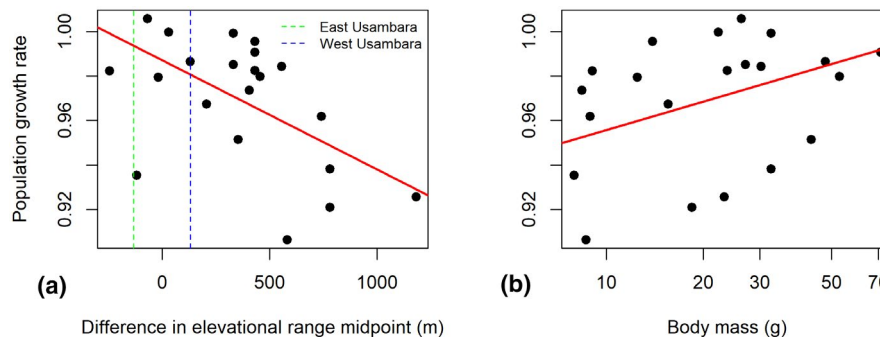 East Usambara
West Usambara
Population growth rate
1.00
0.96
0.92
0 500 1000
(a)
Difference in elevational range midpoint (m)
1.00
0.96
0.92
10 20 30 50 70
(b)
Body mass (g)